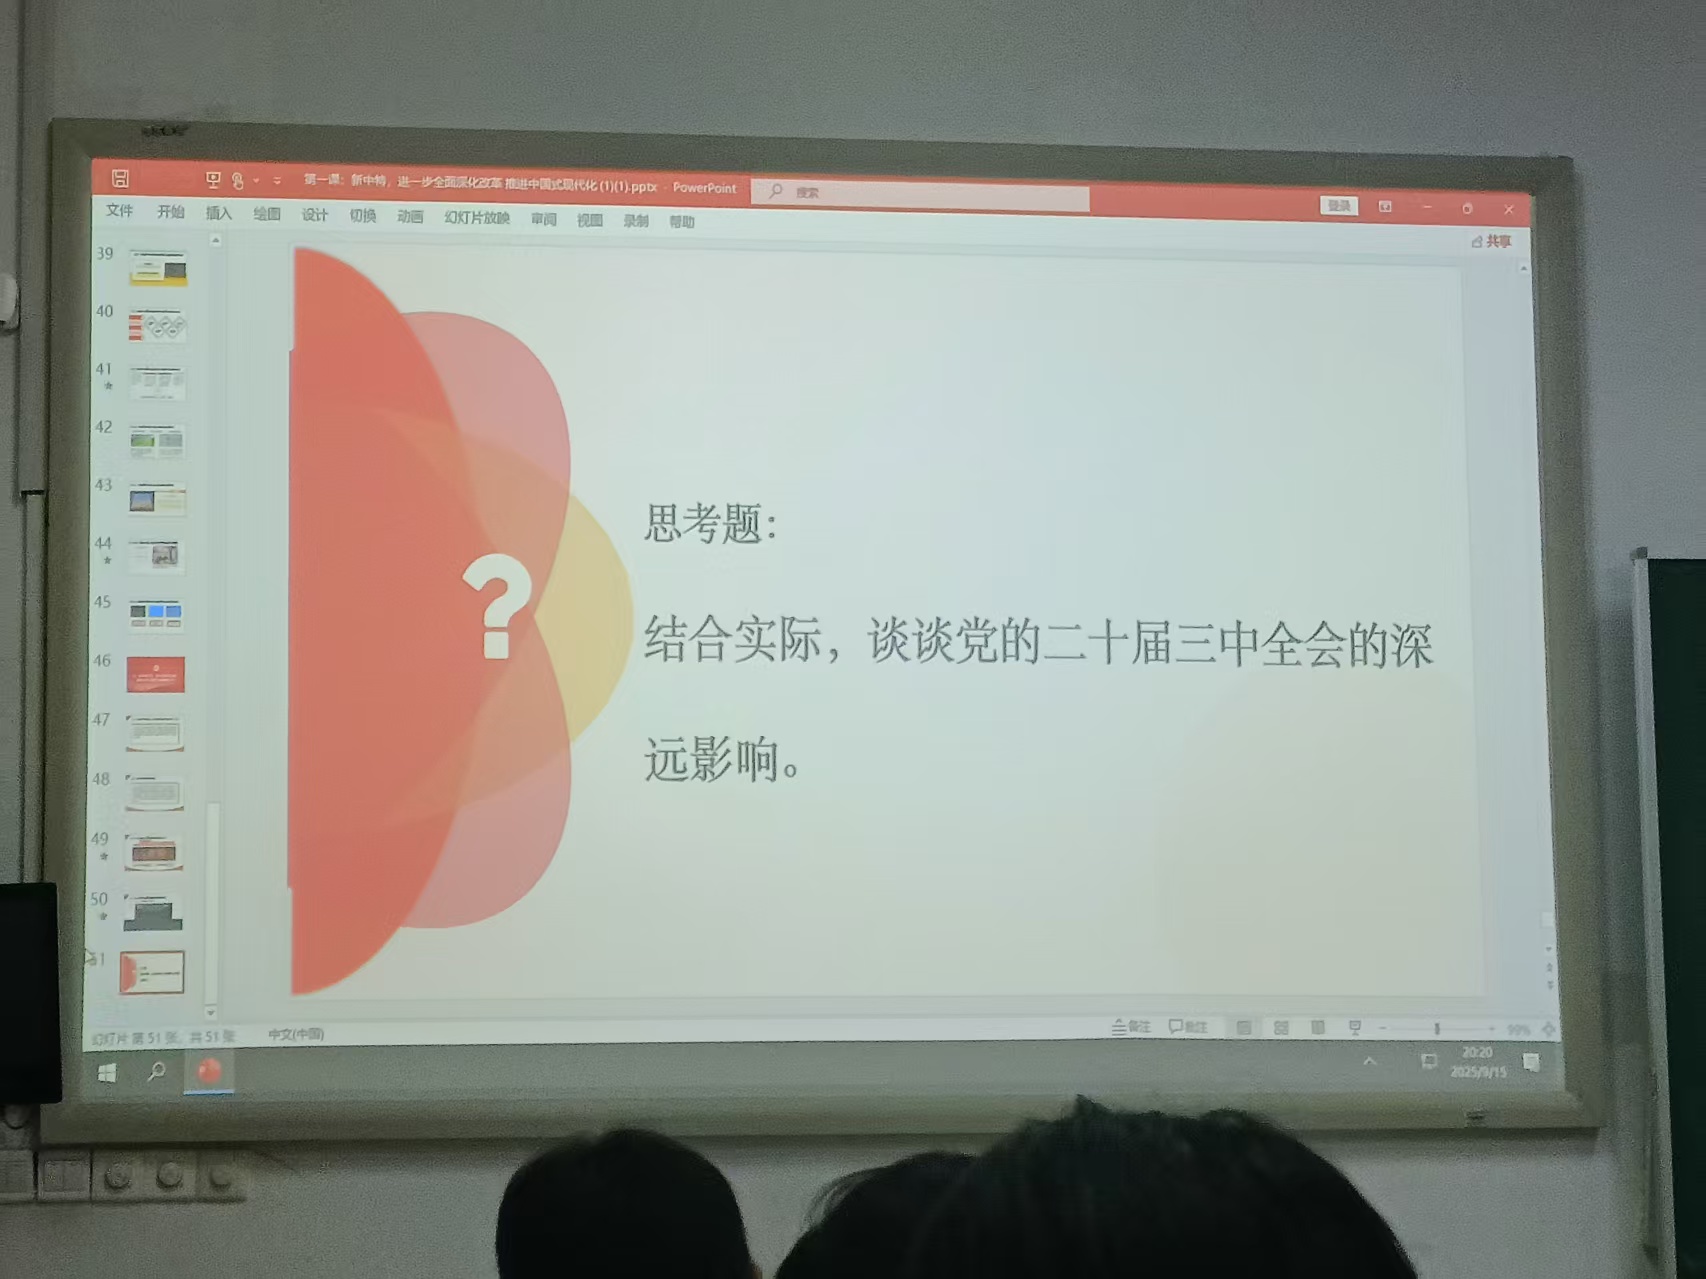 第一课：新中特，进一步全面深化改革 推进中国式现代化 (1)(1).pptx - PowerPoint
搜索
登录
文件 开始 插入 绘图 设计 切换 动画 幻灯片放映 审阅 视图 录制 帮助
共享
39
40
41
42
43
44
45
46
47
48
49
50
51
思考题：
结合实际，谈谈党的二十届三中全会的深
远影响。
幻灯片 第 51 张，共 51 张 中文(中国)
备注 批注 99%
20:20
2025/9/15